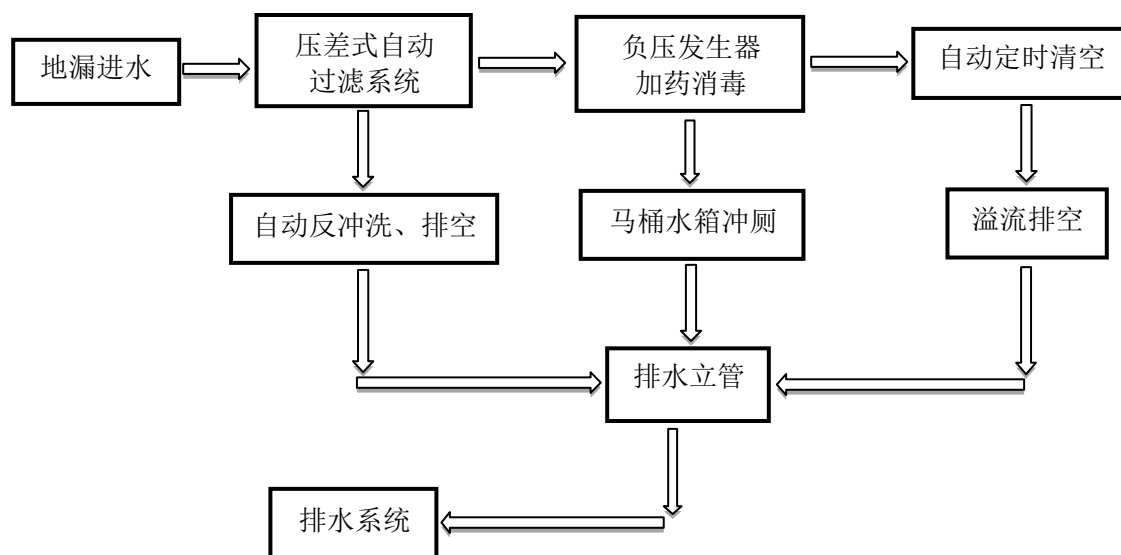 地漏进水
压差式自动
过滤系统
负压发生器
加药消毒
自动定时清空
自动反冲洗、排空
马桶水箱冲厕
溢流排空
排水立管
排水系统